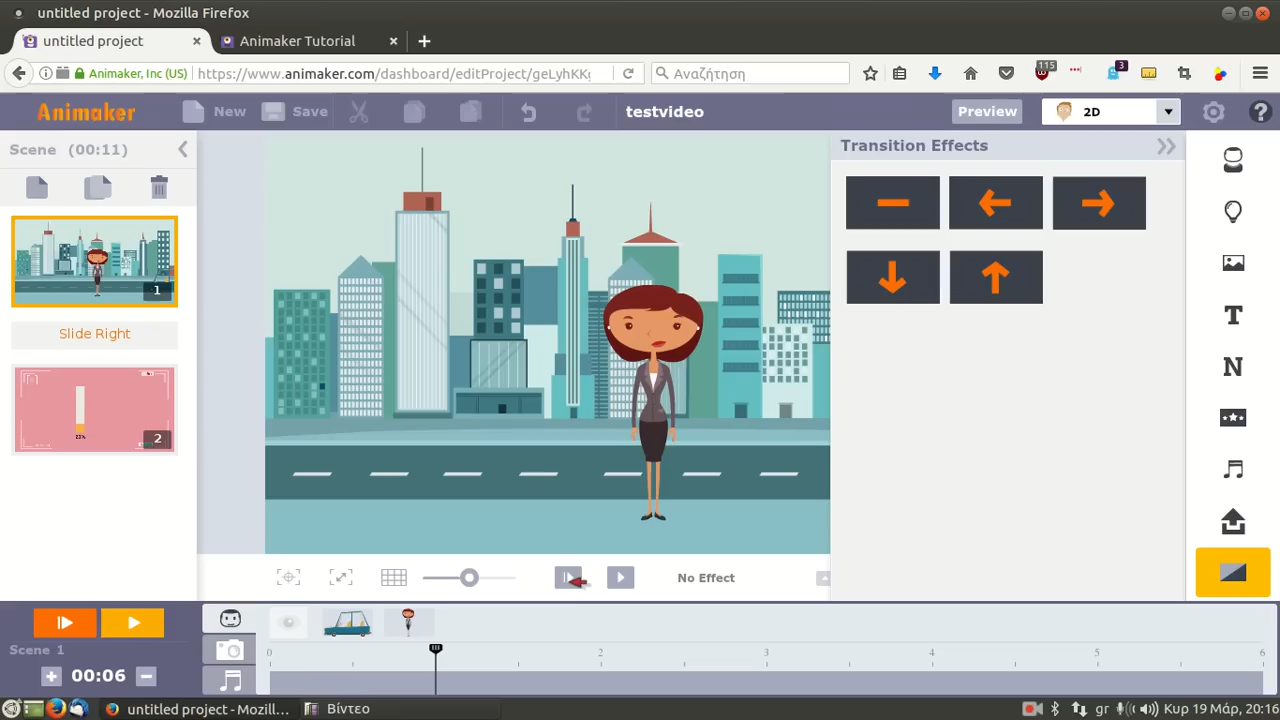 untitled project - Mozilla Firefox
untitled project
Animaker Tutorial
Animaker, Inc (US)
https://www.animaker.com/dashboard/editProject/geLyhKK
Αναζήτηση
115
3
Animaker
New
Save
testvideo
Preview
2D
Scene (00:11)
Transition Effects
1
Slide Right
22%
2
T
N
No Effect
Scene 1
00:06
0
2
3
4
5
6
untitled project - Mozill...
Βίντεο
gr
Κυρ 19 Μάρ, 20:16